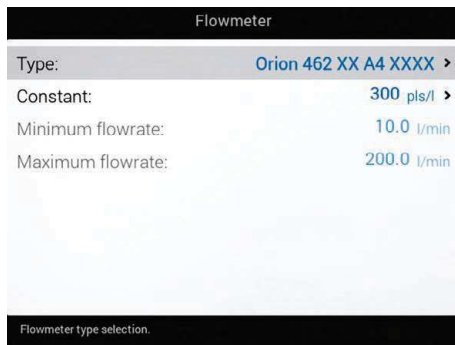 Flowmeter
Type: Orion 462 XX A4 XXXX >
Constant: 300 pls/l >
Minimum flowrate: 10.0 l/min
Maximum flowrate: 200.0 l/min
Flowmeter type selection.